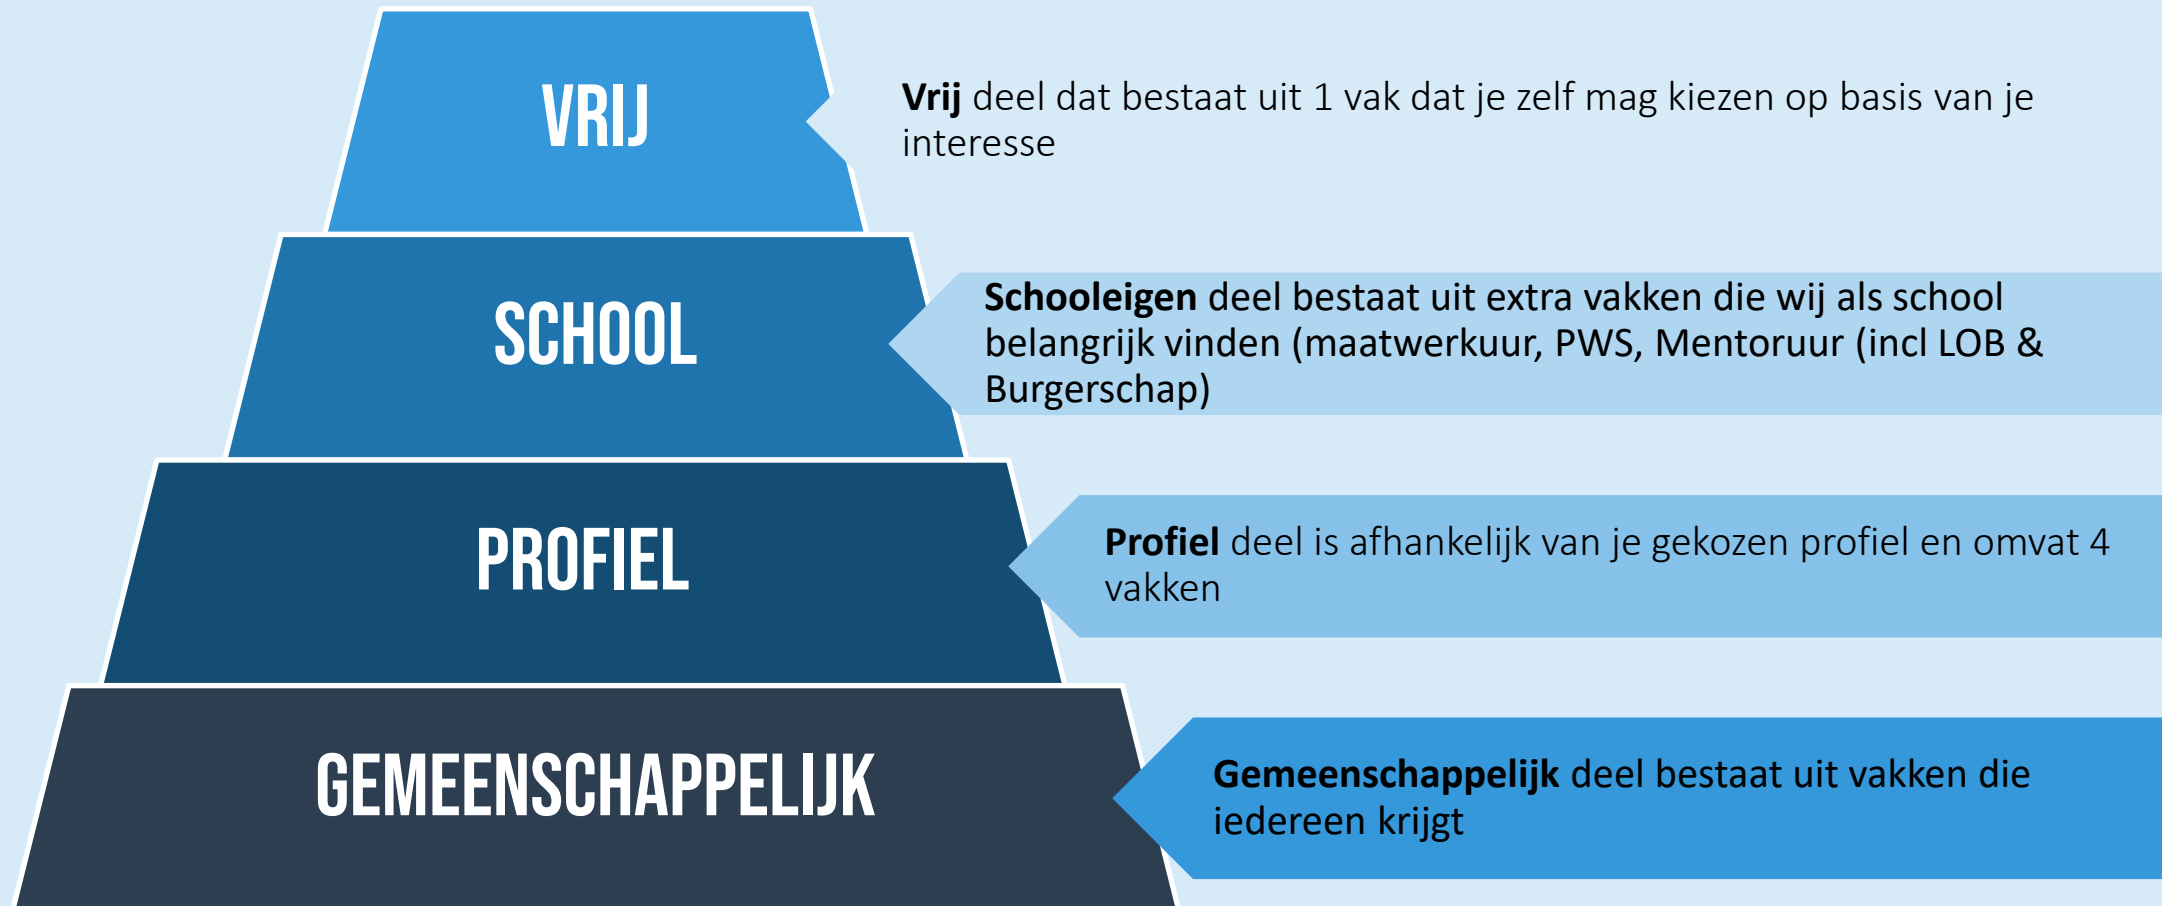 VRIJ
Vrij deel dat bestaat uit 1 vak dat je zelf mag kiezen op basis van je
interesse
SCHOOL
Schooleigen deel bestaat uit extra vakken die wij als school
belangrijk vinden (maatwerkuur, PWS, Mentoruur (incl LOB &
Burgerschap)
PROFIEL
Profiel deel is afhankelijk van je gekozen profiel en omvat 4
vakken
GEMEENSCHAPPELIJK
Gemeenschappelijk deel bestaat uit vakken die
iedereen krijgt